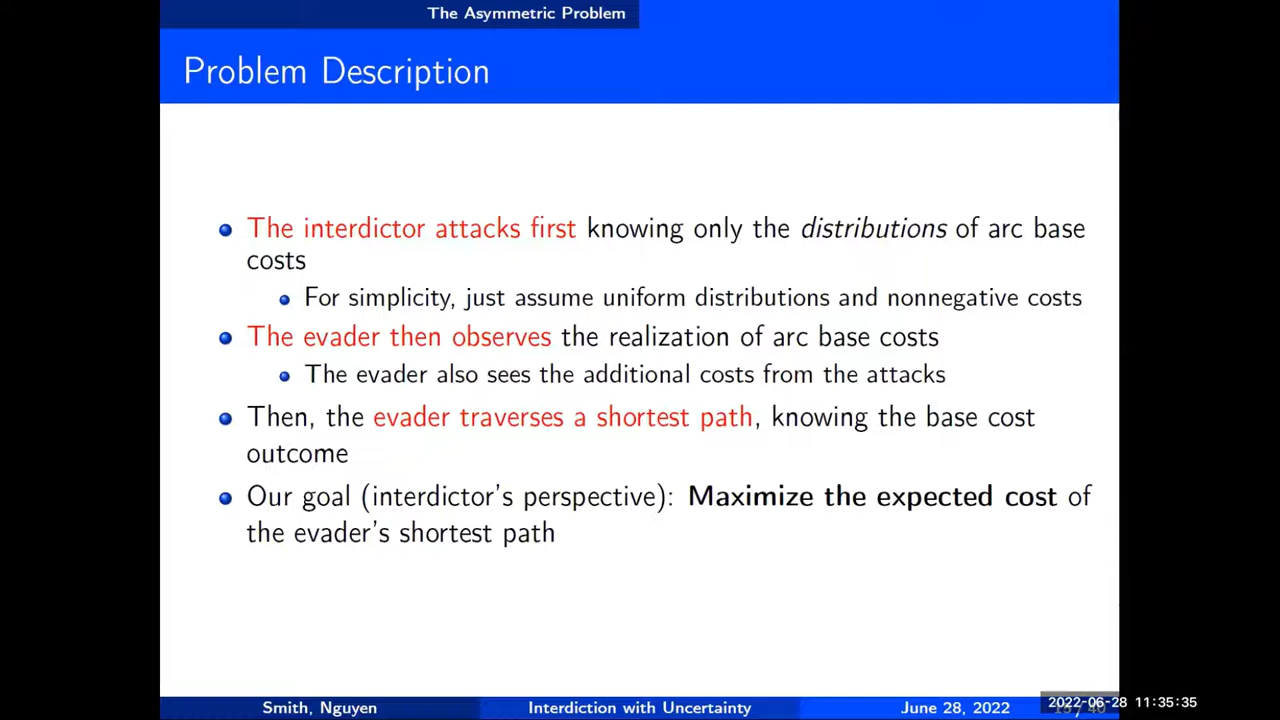 The Asymmetric Problem
Problem Description
The interdictor attacks first knowing only the distributions of arc base
costs
For simplicity, just assume uniform distributions and nonnegative costs
The evader then observes the realization of arc base costs
The evader also sees the additional costs from the attacks
Then, the evader traverses a shortest path, knowing the base cost
outcome
Our goal (interdictor's perspective): Maximize the expected cost of
the evader's shortest path
Smith, Nguyen
Interdiction with Uncertainty
June 28, 2022
2022-06-28 11:35:35